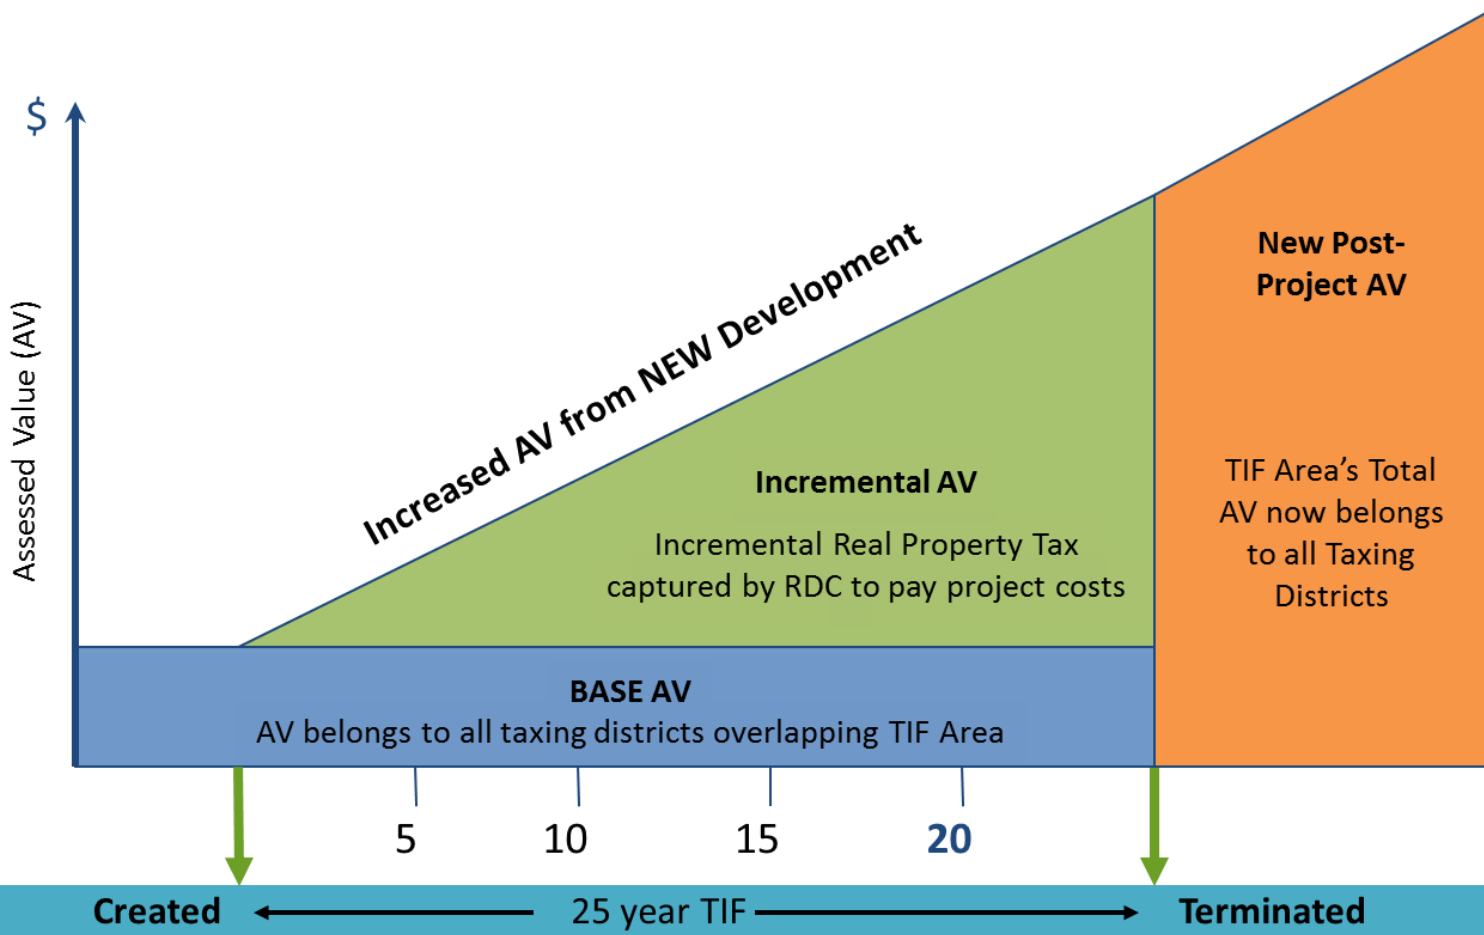 $
Assessed Value (AV)
Increased AV from NEW Development
New Post-
Project AV
Incremental AV
Incremental Real Property Tax
captured by RDC to pay project costs
TIF Area’s Total
AV now belongs
to all Taxing
Districts
BASE AV
AV belongs to all taxing districts overlapping TIF Area
5 10 15 20
Created 25 year TIF Terminated